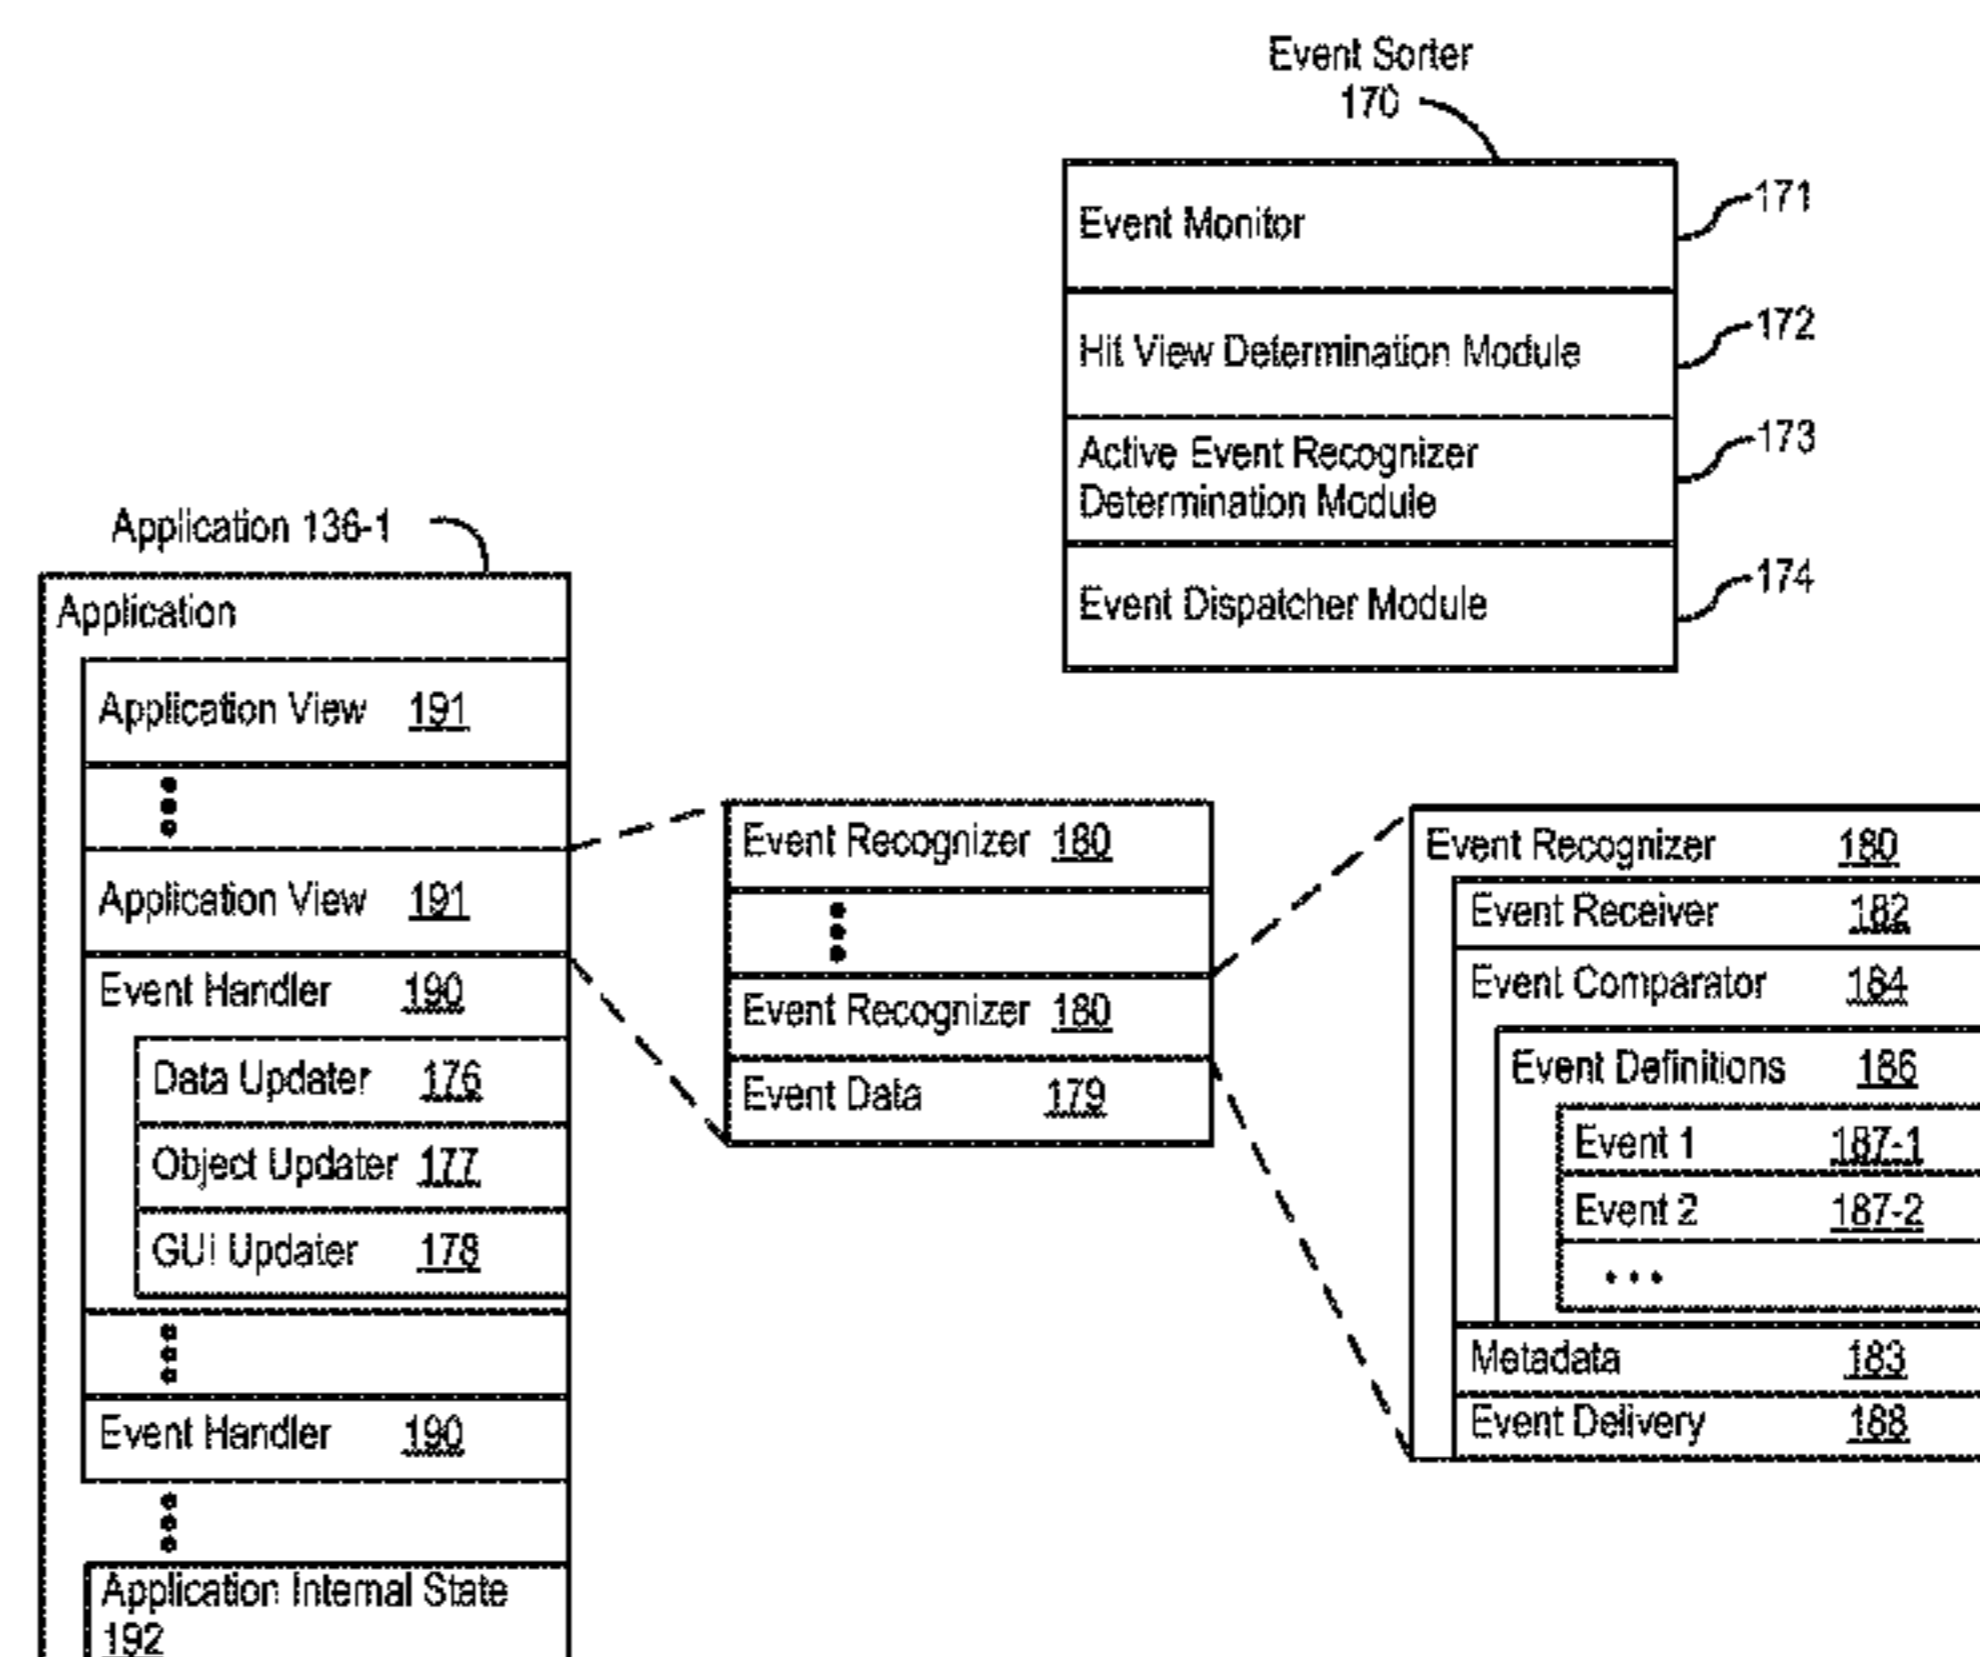 Event Sorter
170
Event Monitor
171
Hit View Determination Module
172
Active Event Recognizer
Determination Module
173
Event Dispatcher Module
174
Application 136-1
Application
Application View 191
Application View 191
Event Handler 190
Data Updater 176
Object Updater 177
GUI Updater 178
Event Handler 190
Application Internal State
192
Event Recognizer 180
Event Recognizer 180
Event Data 179
Event Recognizer 180
Event Receiver 182
Event Comparator 184
Event Definitions 186
Event 1 187-1
Event 2 187-2
• • •
Metadata 183
Event Delivery 188